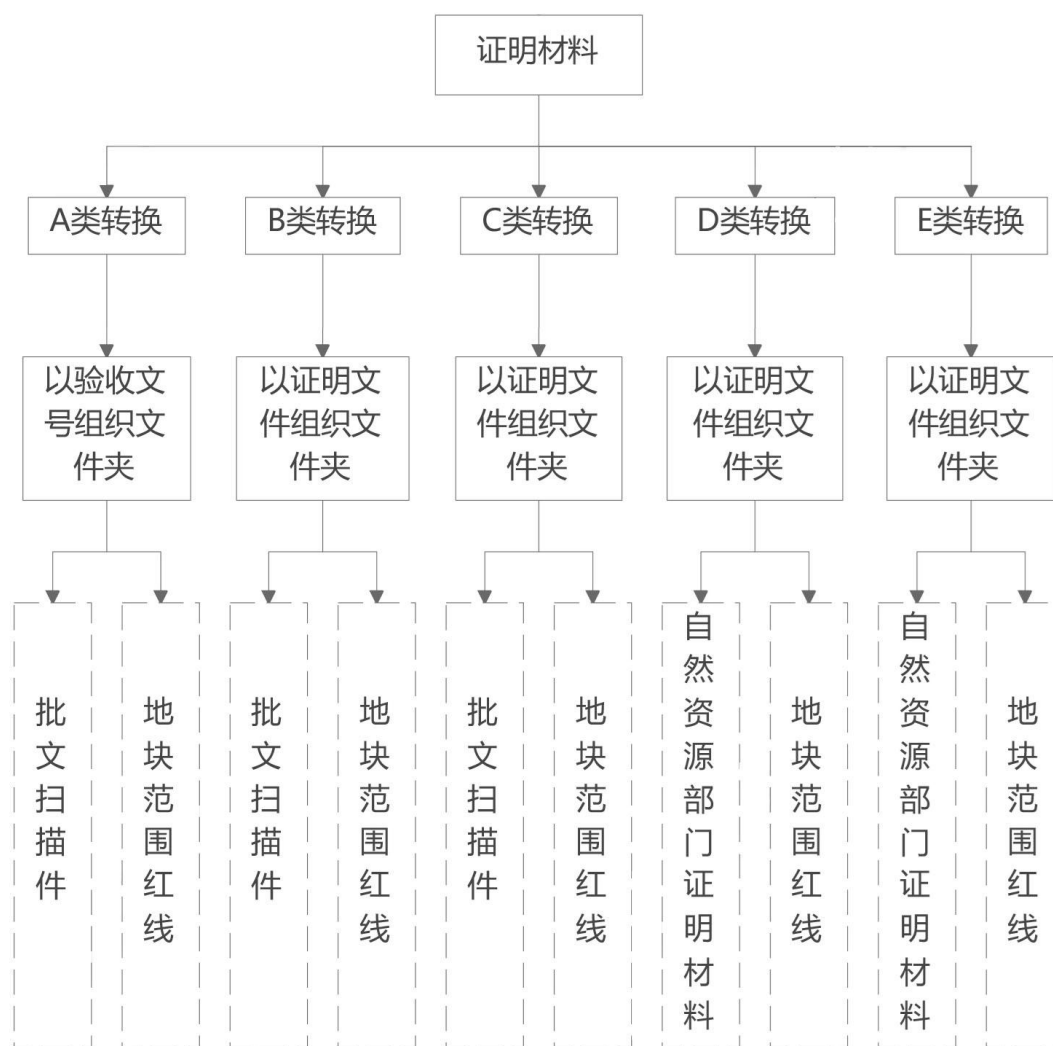 证明材料
A类转换
B类转换
C类转换
D类转换
E类转换
以验收文
号组织文
件夹
以证明文
件组织文
件夹
以证明文
件组织文
件夹
以证明文
件组织文
件夹
以证明文
件组织文
件夹
批文扫描件
地块范围红线
批文扫描件
地块范围红线
批文扫描件
地块范围红线
自然资源部门证明材料
地块范围红线
自然资源部门证明材料
地块范围红线